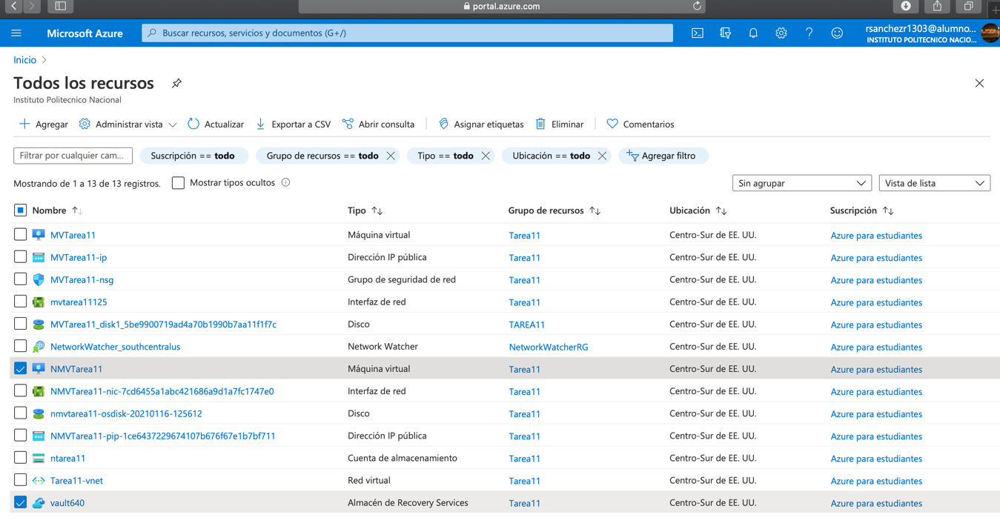 portal.azure.com
Microsoft Azure
Buscar recursos, servicios y documentos (G+/)
rsanchezr1303@alumno...
INSTITUTO POLITECNICO NACIO...
Inicio
Todos los recursos
Instituto Politecnico Nacional
Agregar Administrar vista Actualizar Exportar a CSV Abrir consulta Asignar etiquetas Eliminar Comentarios
Filtrar por cualquier cam... Suscripción == todo Grupo de recursos == todo Tipo == todo Ubicación == todo Agregar filtro
Mostrando de 1 a 13 de 13 registros. Mostrar tipos ocultos Sin agrupar Vista de lista
Nombre Tipo Grupo de recursos Ubicación Suscripción
MVTarea11 Máquina virtual Tarea11 Centro-Sur de EE. UU. Azure para estudiantes
MVTarea11-ip Dirección IP pública Tarea11 Centro-Sur de EE. UU. Azure para estudiantes
MVTarea11-nsg Grupo de seguridad de red Tarea11 Centro-Sur de EE. UU. Azure para estudiantes
mvtarea11125 Interfaz de red Tarea11 Centro-Sur de EE. UU. Azure para estudiantes
MVTarea11_disk1_5be9900719ad4a70b1990b7aa11f1f7c Disco TAREA11 Centro-Sur de EE. UU. Azure para estudiantes
NetworkWatcher_southcentralus Network Watcher NetworkWatcherRG Centro-Sur de EE. UU. Azure para estudiantes
NMVTarea11 Máquina virtual Tarea11 Centro-Sur de EE. UU. Azure para estudiantes
NMVTarea11-nic-7cd6455a1abc421686a9d1a7fc1747e0 Interfaz de red Tarea11 Centro-Sur de EE. UU. Azure para estudiantes
nmvtarea11-osdisk-20210116-125612 Disco Tarea11 Centro-Sur de EE. UU. Azure para estudiantes
NMVTarea11-pip-1ce6437229674107b676f67e1b7bf711 Dirección IP pública Tarea11 Centro-Sur de EE. UU. Azure para estudiantes
ntarea11 Cuenta de almacenamiento Tarea11 Centro-Sur de EE. UU. Azure para estudiantes
Tarea11-vnet Red virtual Tarea11 Centro-Sur de EE. UU. Azure para estudiantes
vault640 Almacén de Recovery Services Tarea11 Centro-Sur de EE. UU. Azure para estudiantes